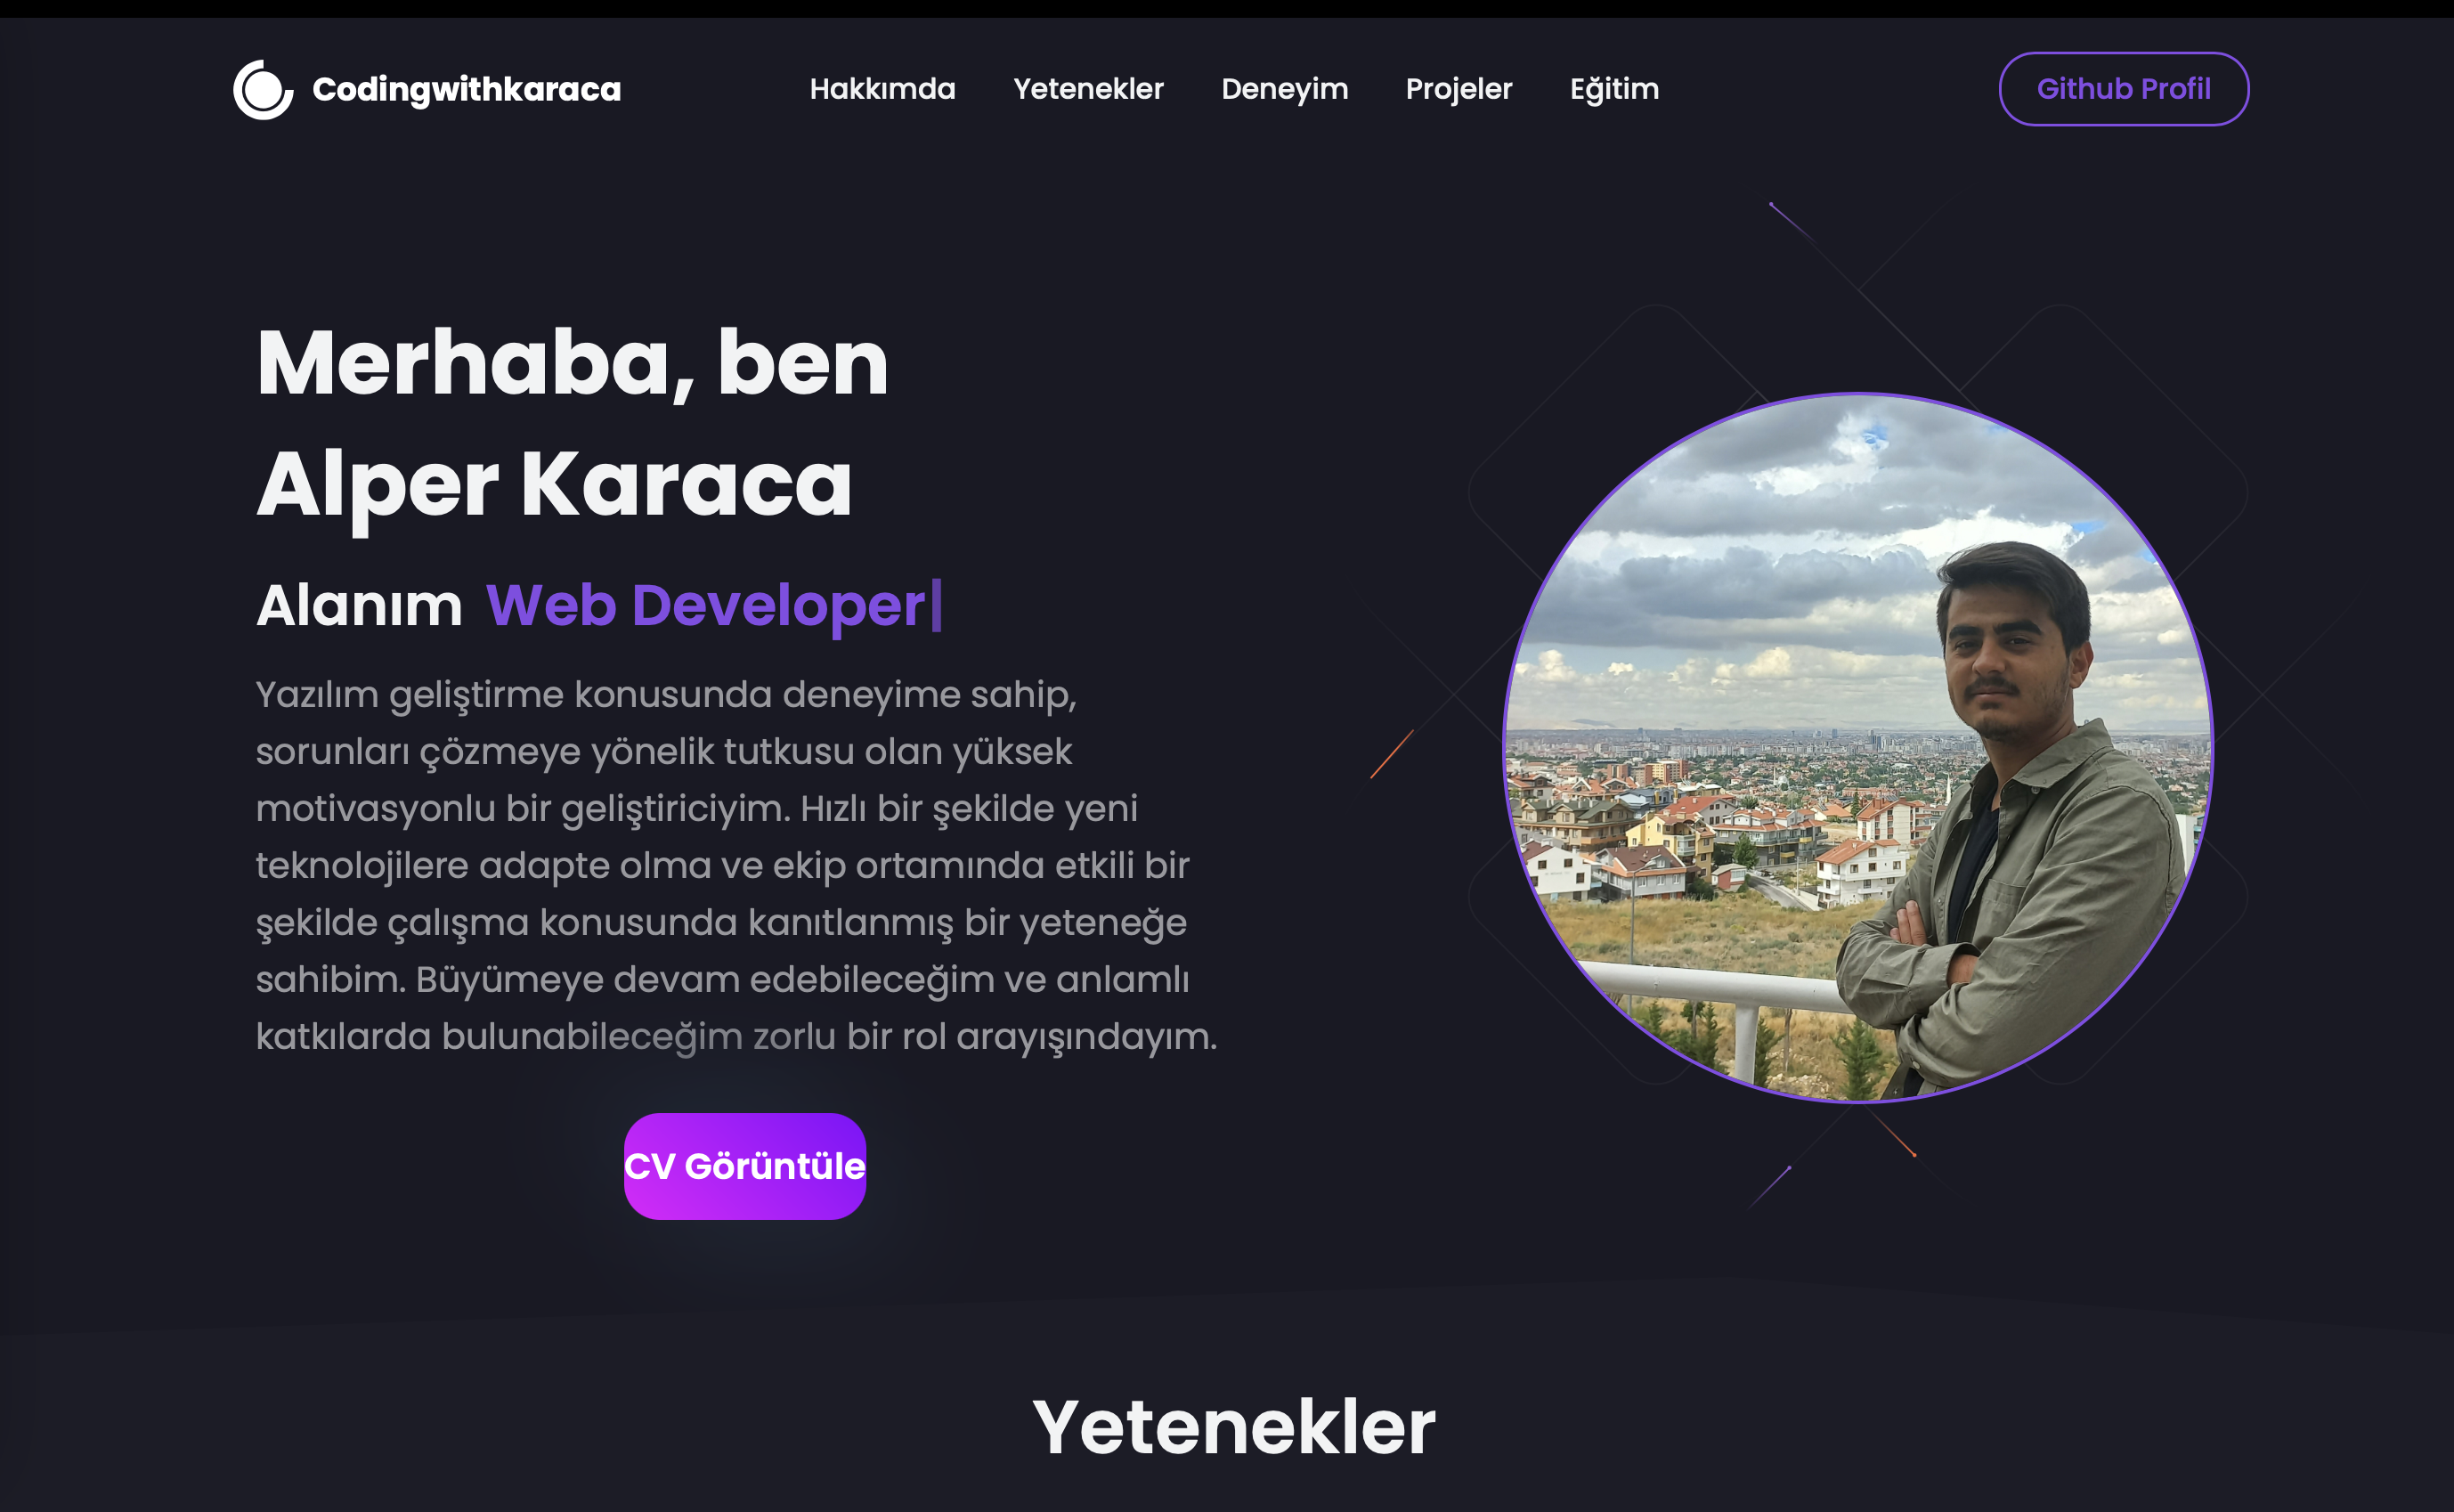 Codingwithkaraca
Hakkımda
Yetenekler
Deneyim
Projeler
Eğitim
Github Profil
Merhaba, ben
Alper Karaca
Alanım Web Developer|
Yazılım geliştirme konusunda deneyime sahip,
sorunları çözmeye yönelik tutkusu olan yüksek
motivasyonlu bir geliştiriciyim. Hızlı bir şekilde yeni
teknolojilere adapte olma ve ekip ortamında etkili bir
şekilde çalışma konusunda kanıtlanmış bir yeteneğe
sahibim. Büyümeye devam edebileceğim ve anlamlı
katkılarda bulunabileceğim zorlu bir rol arayışındayım.
CV Görüntüle
Yetenekler